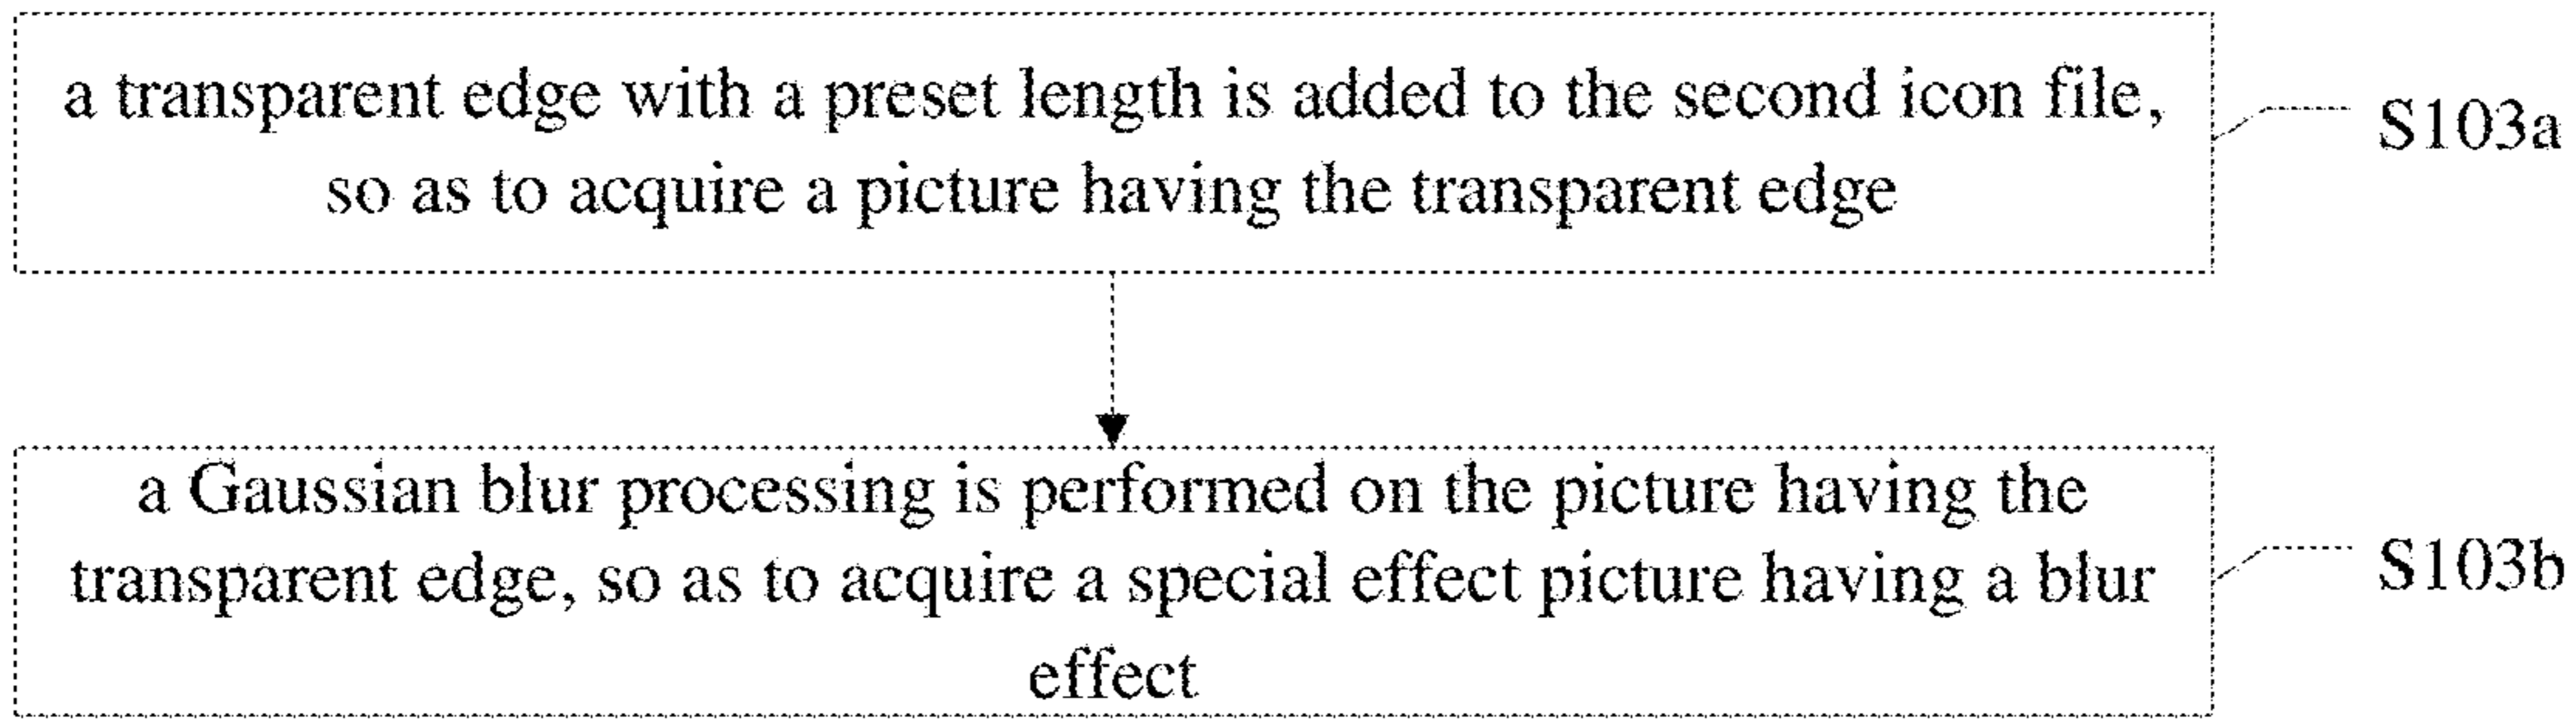 a transparent edge with a preset length is added to the second icon file,
so as to acquire a picture having the transparent edge
S103a
a Gaussian blur processing is performed on the picture having the
transparent edge, so as to acquire a special effect picture having a blur
effect
S103b